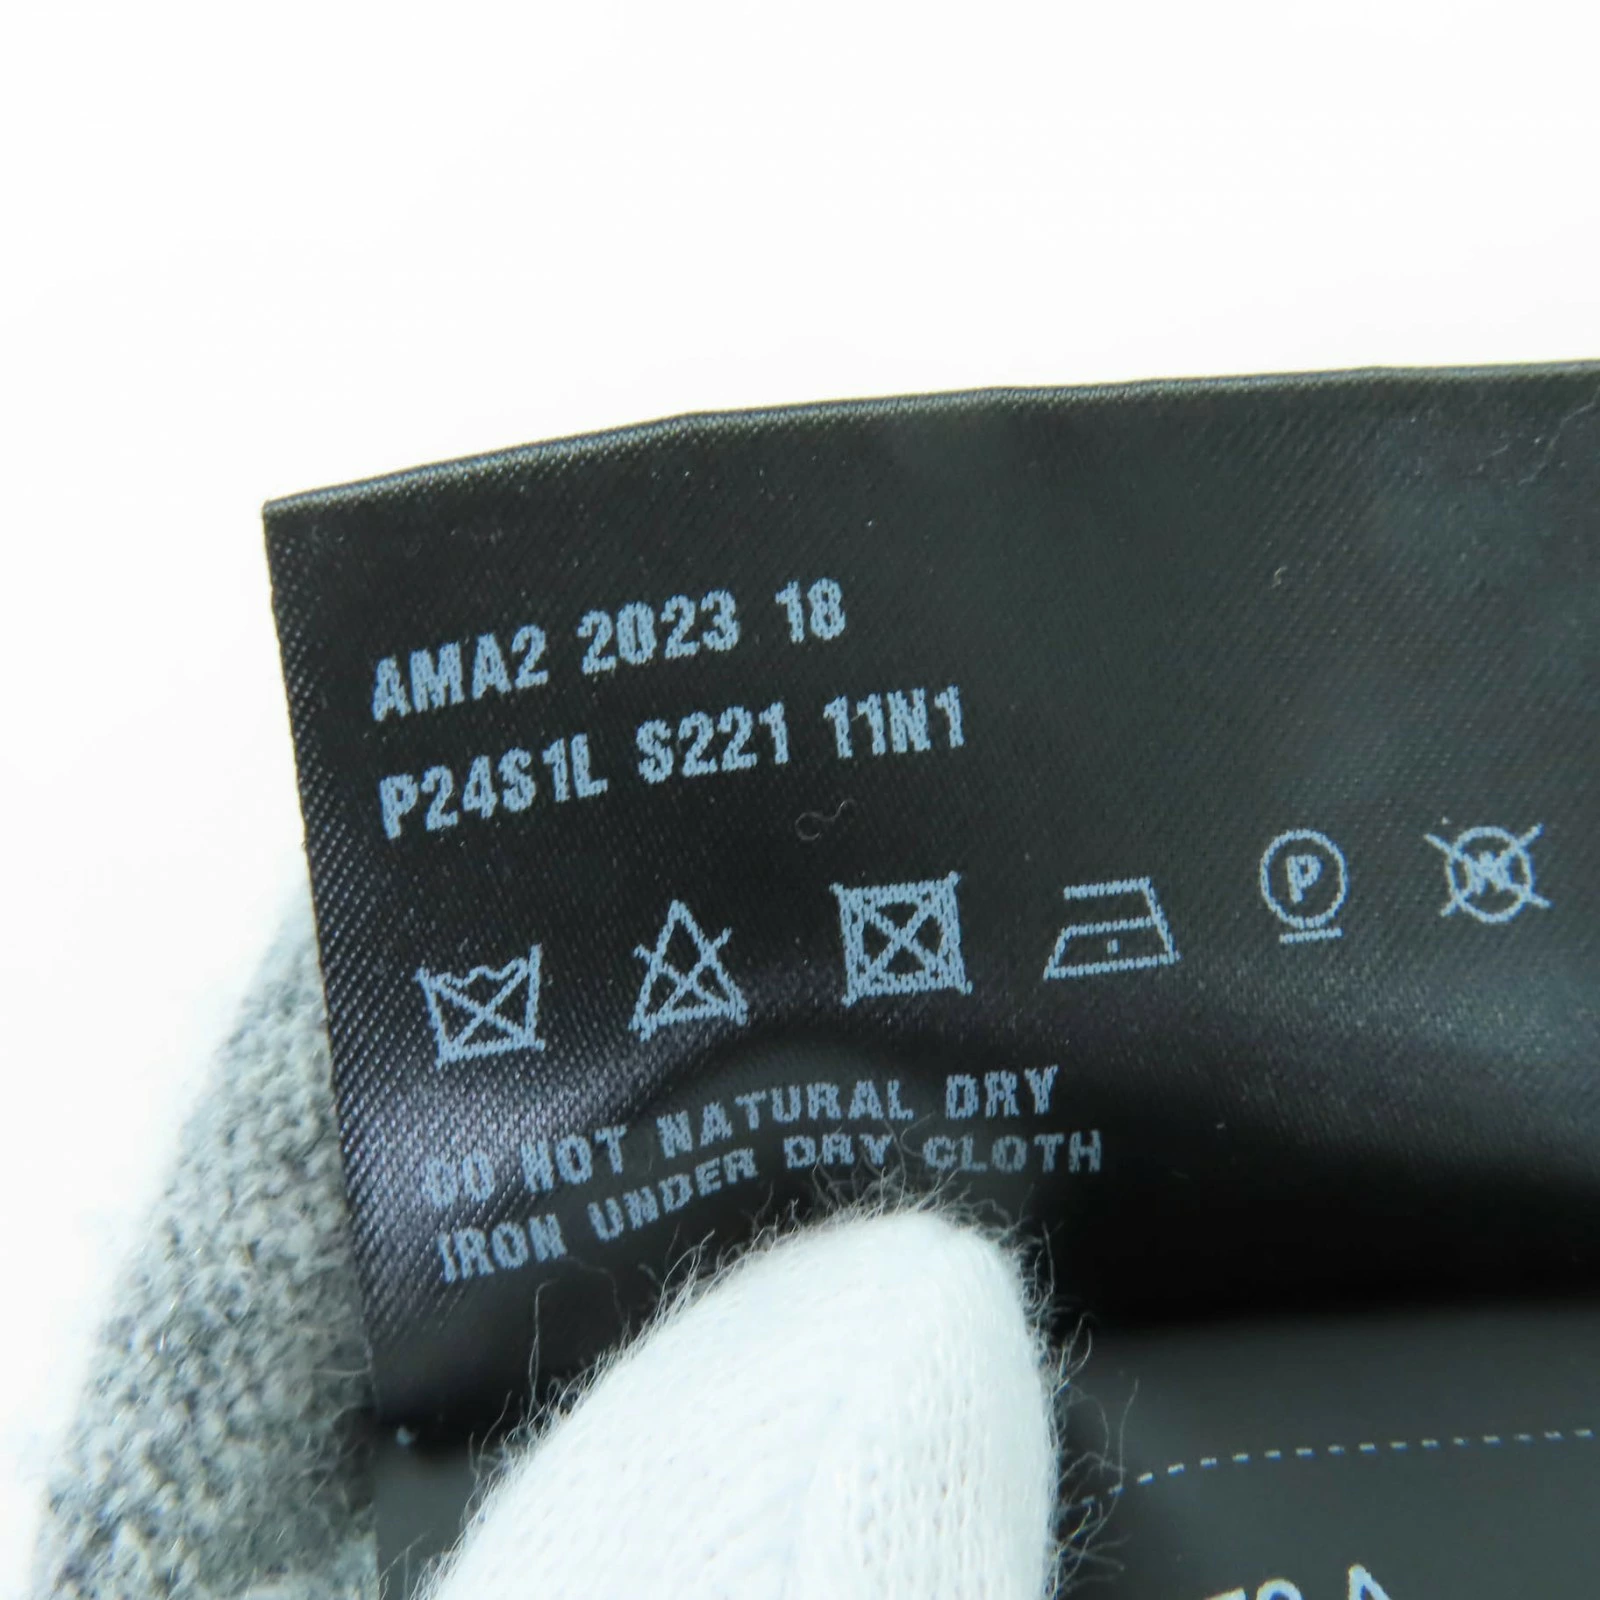 AMA2 2023 18
P24S1L S221 11N1
P W
DO NOT NATURAL DRY
IRON UNDER DRY CLOTH